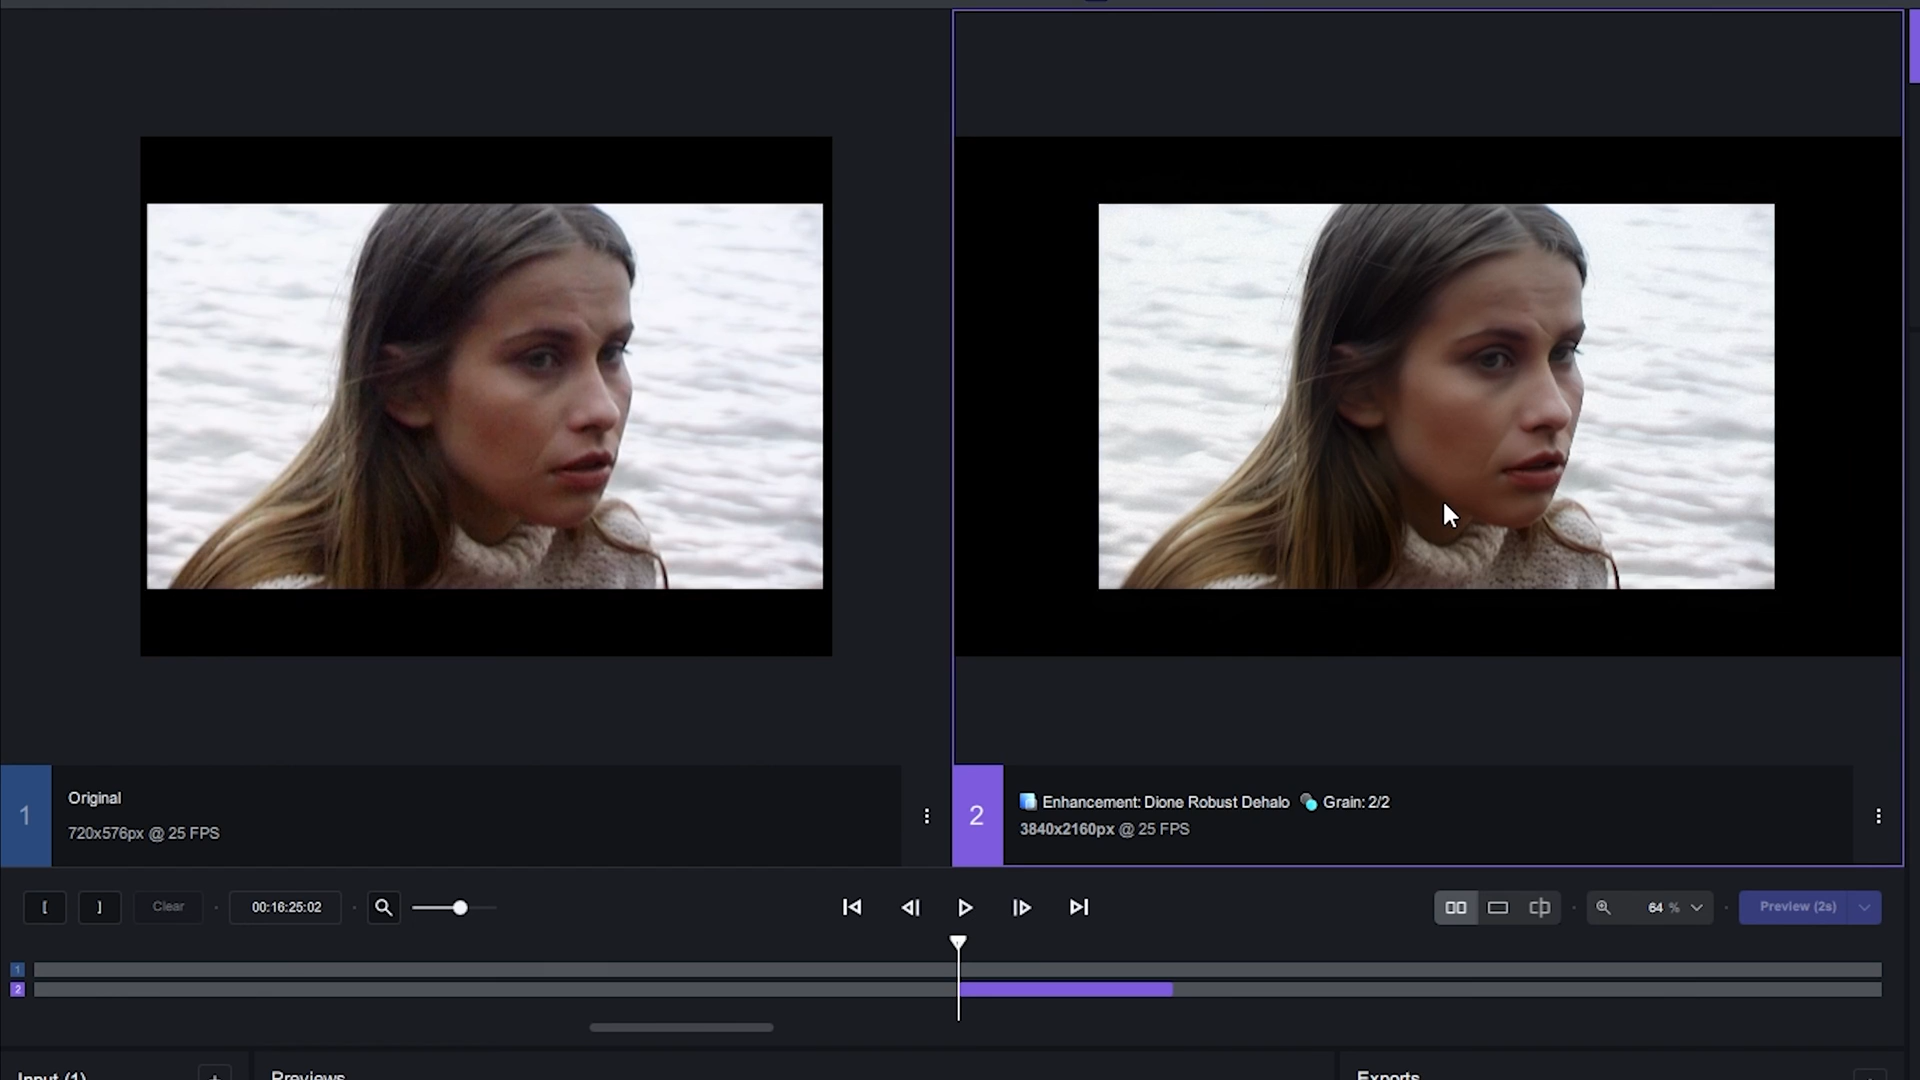 1
Original
720x576px @ 25 FPS
2
Enhancement: Dione Robust Dehalo Grain: 2/2
3840x2160px @ 25 FPS
[
]
Clear
00:16:25:02
64 %
Preview (2s)
1
2
Input (1)
Previews
Exports